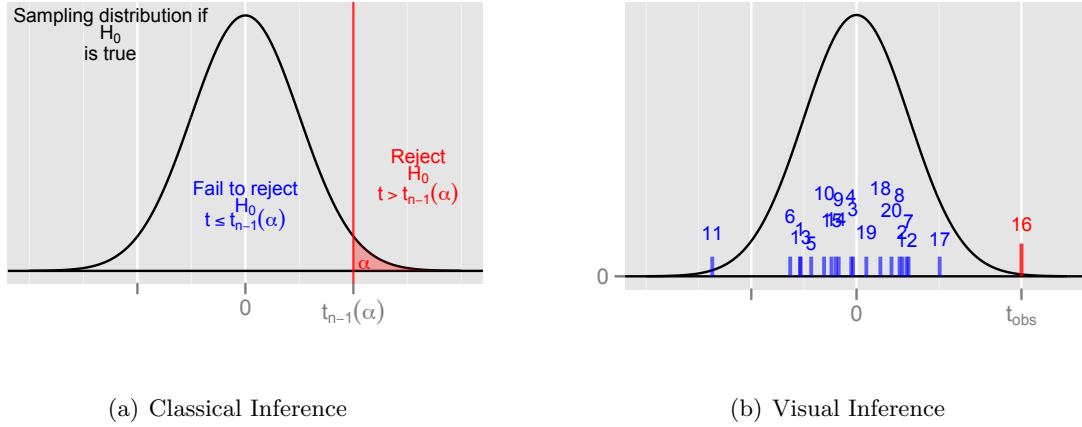 Sampling distribution if
H₀
is true
Reject
H₀
t > tₙ₋₁(α)
Fail to reject
H₀
t ≤ tₙ₋₁(α)
α
0
tₙ₋₁(α)
(a) Classical Inference
11
6
1
13
5
10
15
9
14
4
3
19
18
20
8
2
7
12
17
16
0
0
t_obs
(b) Visual Inference